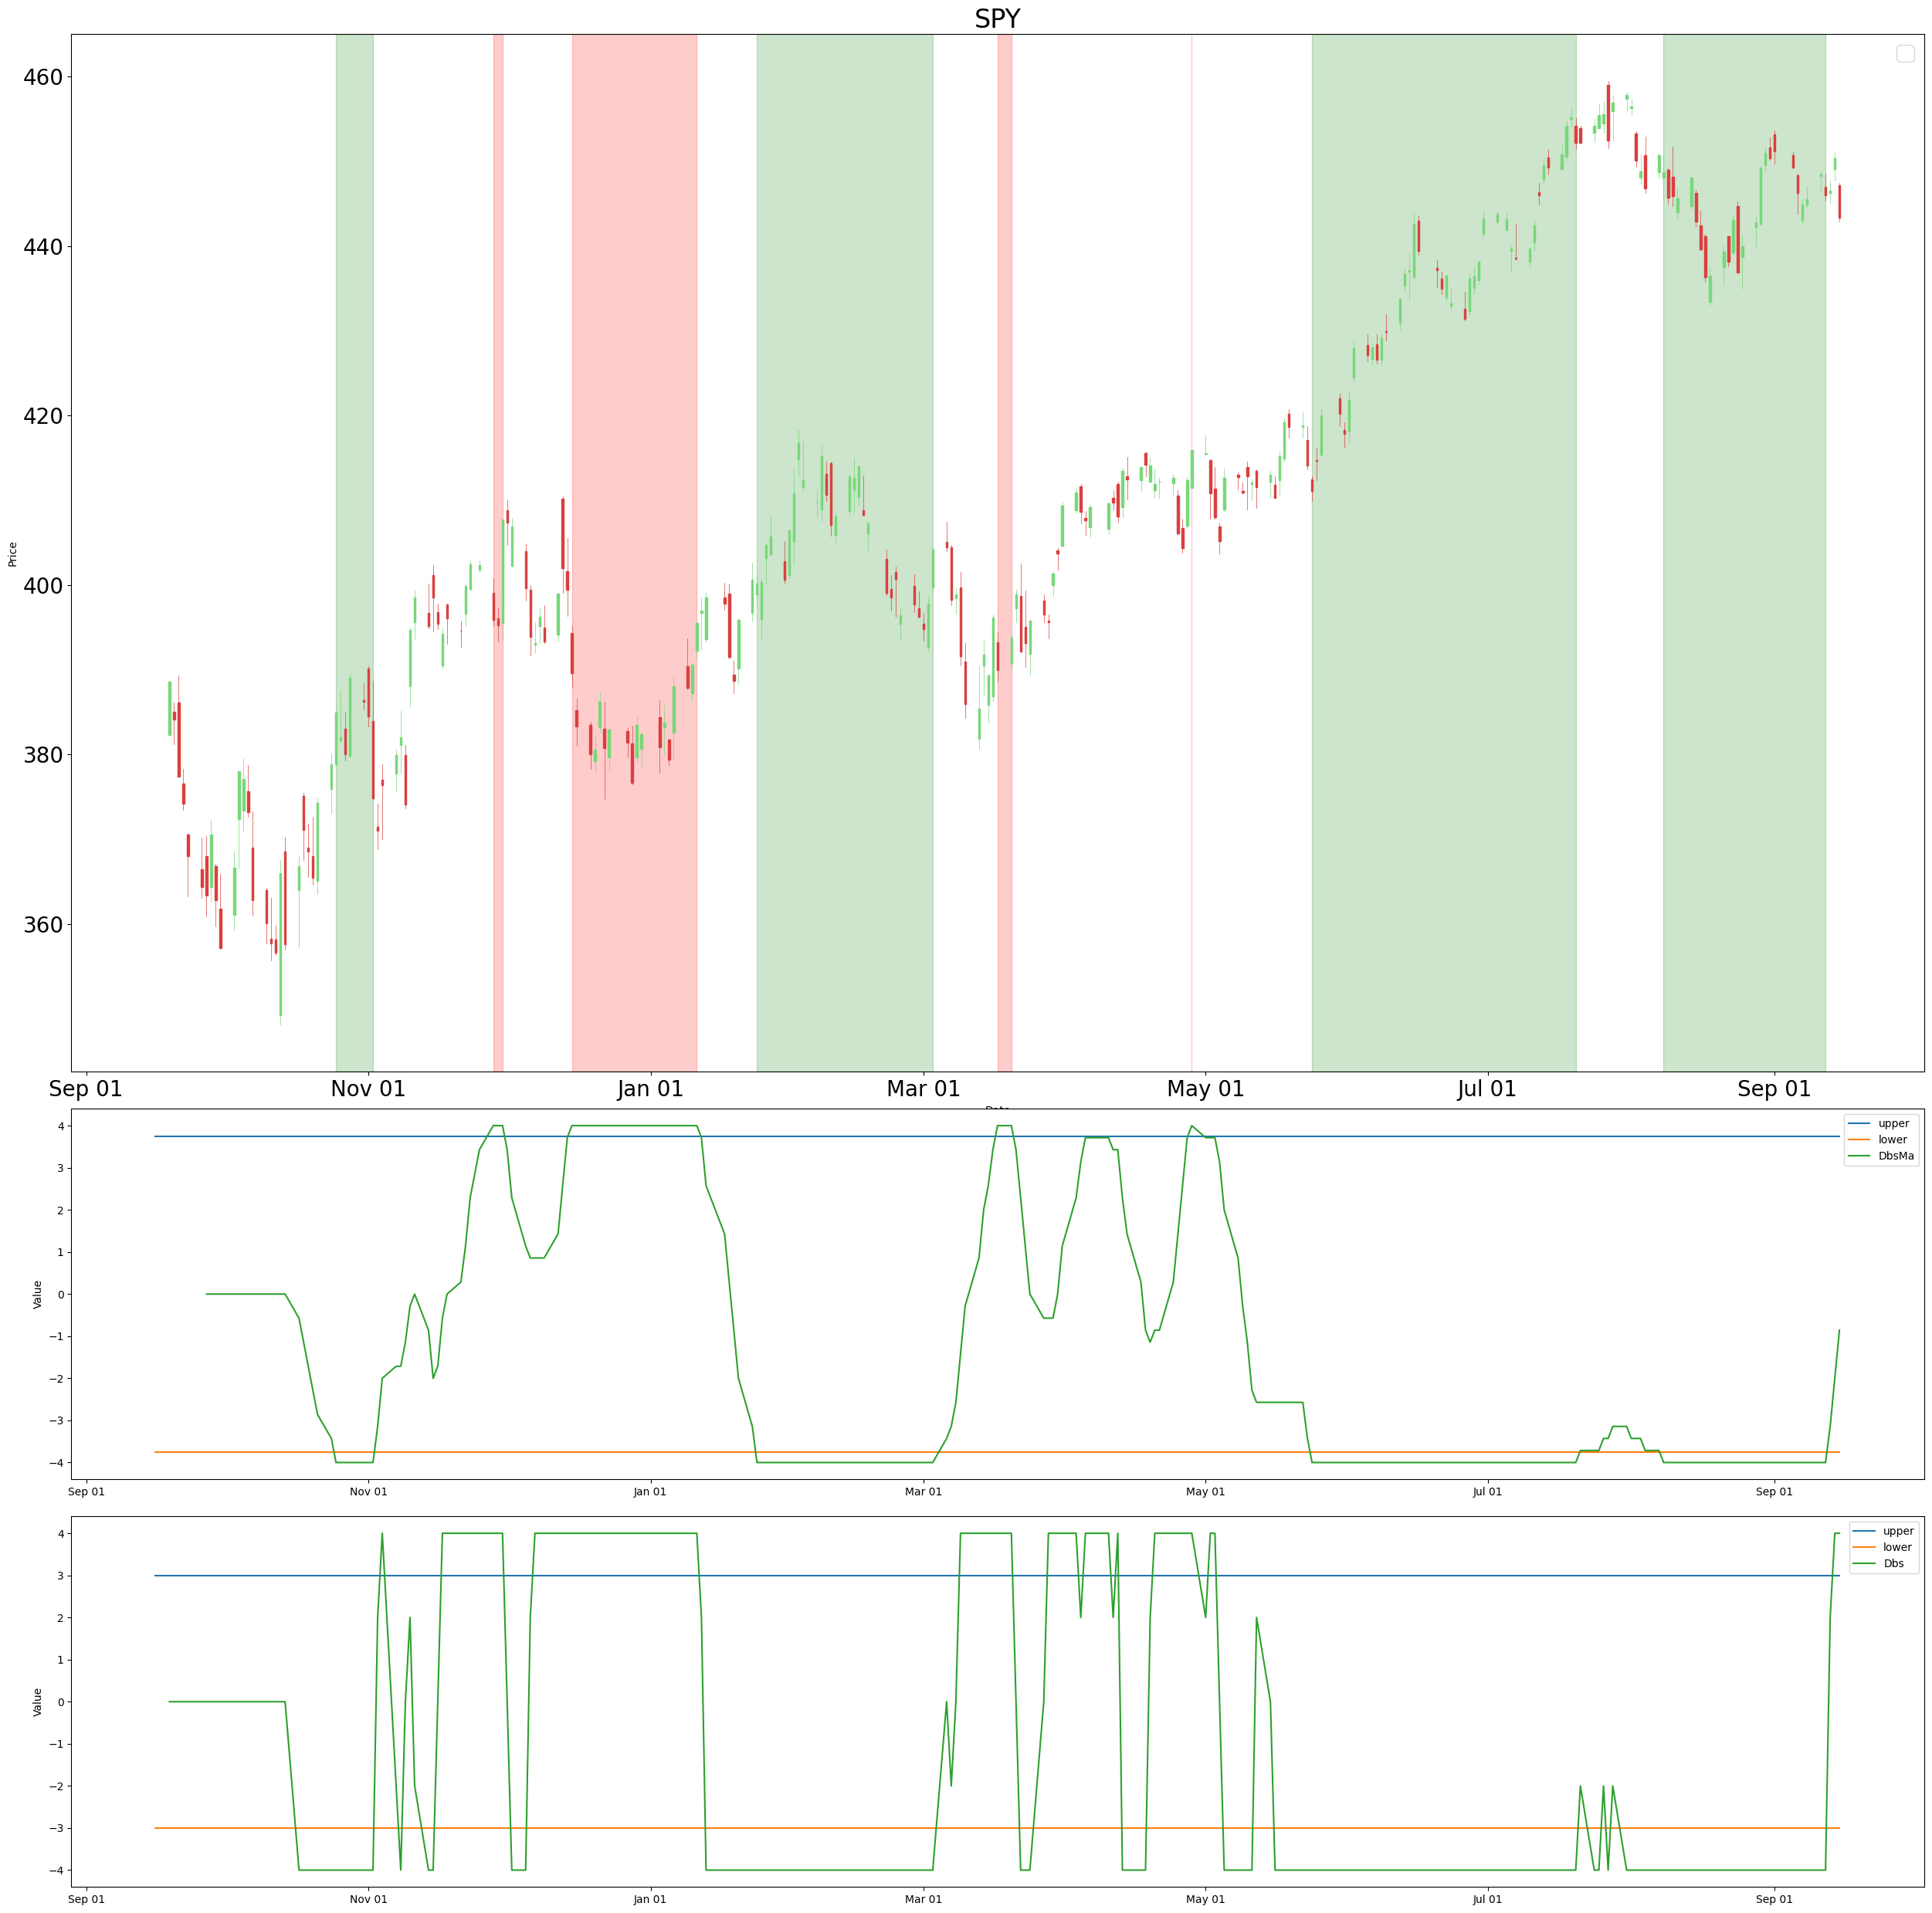 SPY
460
440
420
400
380
360
Price
Sep 01 Nov 01 Jan 01 Mar 01 May 01 Jul 01 Sep 01
Date
4
3
2
1
0
−1
−2
−3
−4
Value
upper
lower
DbsMa
Sep 01 Nov 01 Jan 01 Mar 01 May 01 Jul 01 Sep 01
4
3
2
1
0
−1
−2
−3
−4
Value
upper
lower
Dbs
Sep 01 Nov 01 Jan 01 Mar 01 May 01 Jul 01 Sep 01